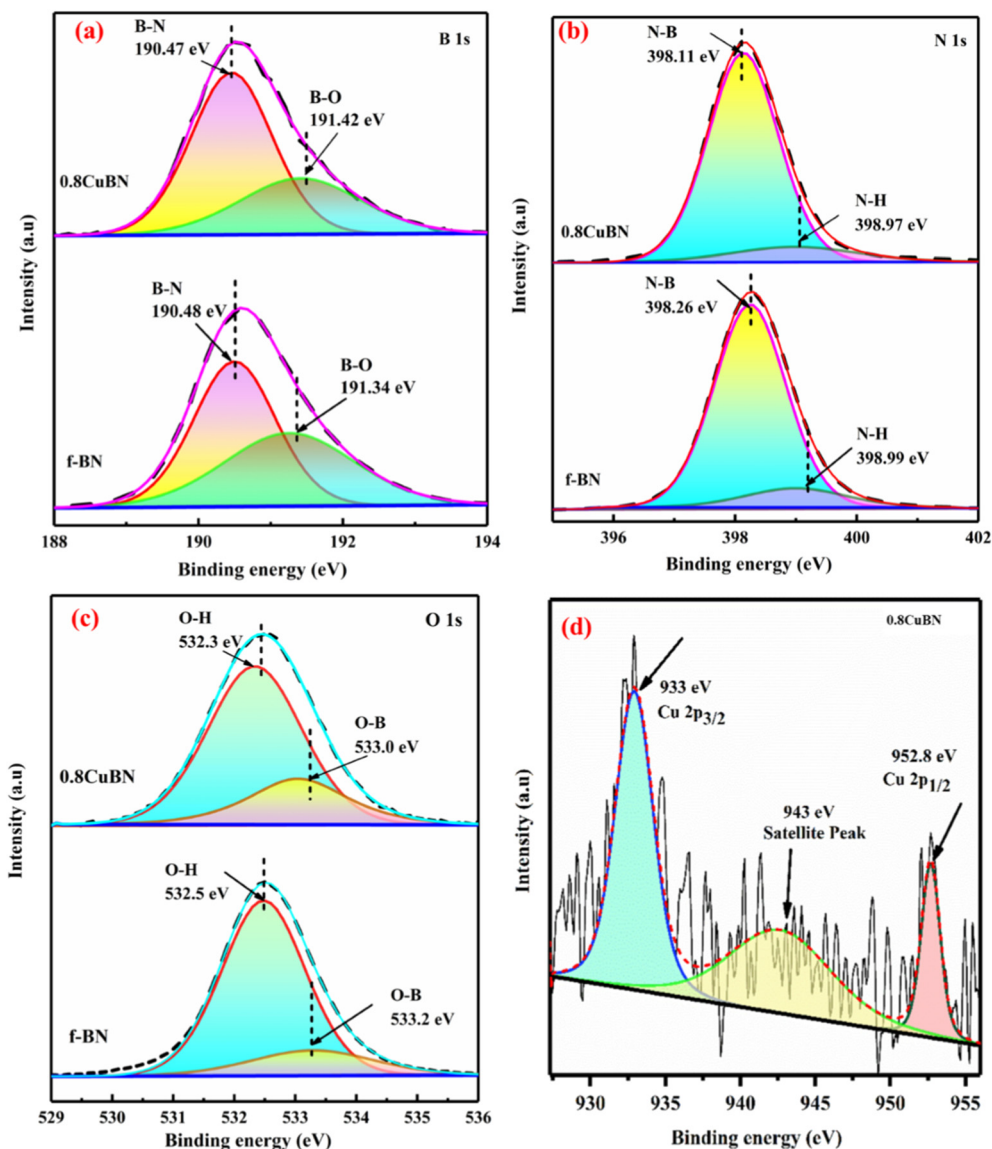 (a)
B 1s
B-N
190.47 eV
B-O
191.42 eV
0.8CuBN
B-N
190.48 eV
B-O
191.34 eV
f-BN
Intensity (a.u)
188 190 192 194
Binding energy (eV)
(b)
N 1s
N-B
398.11 eV
N-H
398.97 eV
0.8CuBN
N-B
398.26 eV
N-H
398.99 eV
f-BN
Intensity (a.u)
396 398 400 402
Binding energy (eV)
(c)
O 1s
O-H
532.3 eV
O-B
533.0 eV
0.8CuBN
O-H
532.5 eV
O-B
533.2 eV
f-BN
Intensity (a.u)
529 530 531 532 533 534 535 536
Binding energy (eV)
(d)
0.8CuBN
933 eV
Cu 2p3/2
952.8 eV
Cu 2p1/2
943 eV
Satellite Peak
Intensity (a.u)
930 935 940 945 950 955
Binding energy (eV)